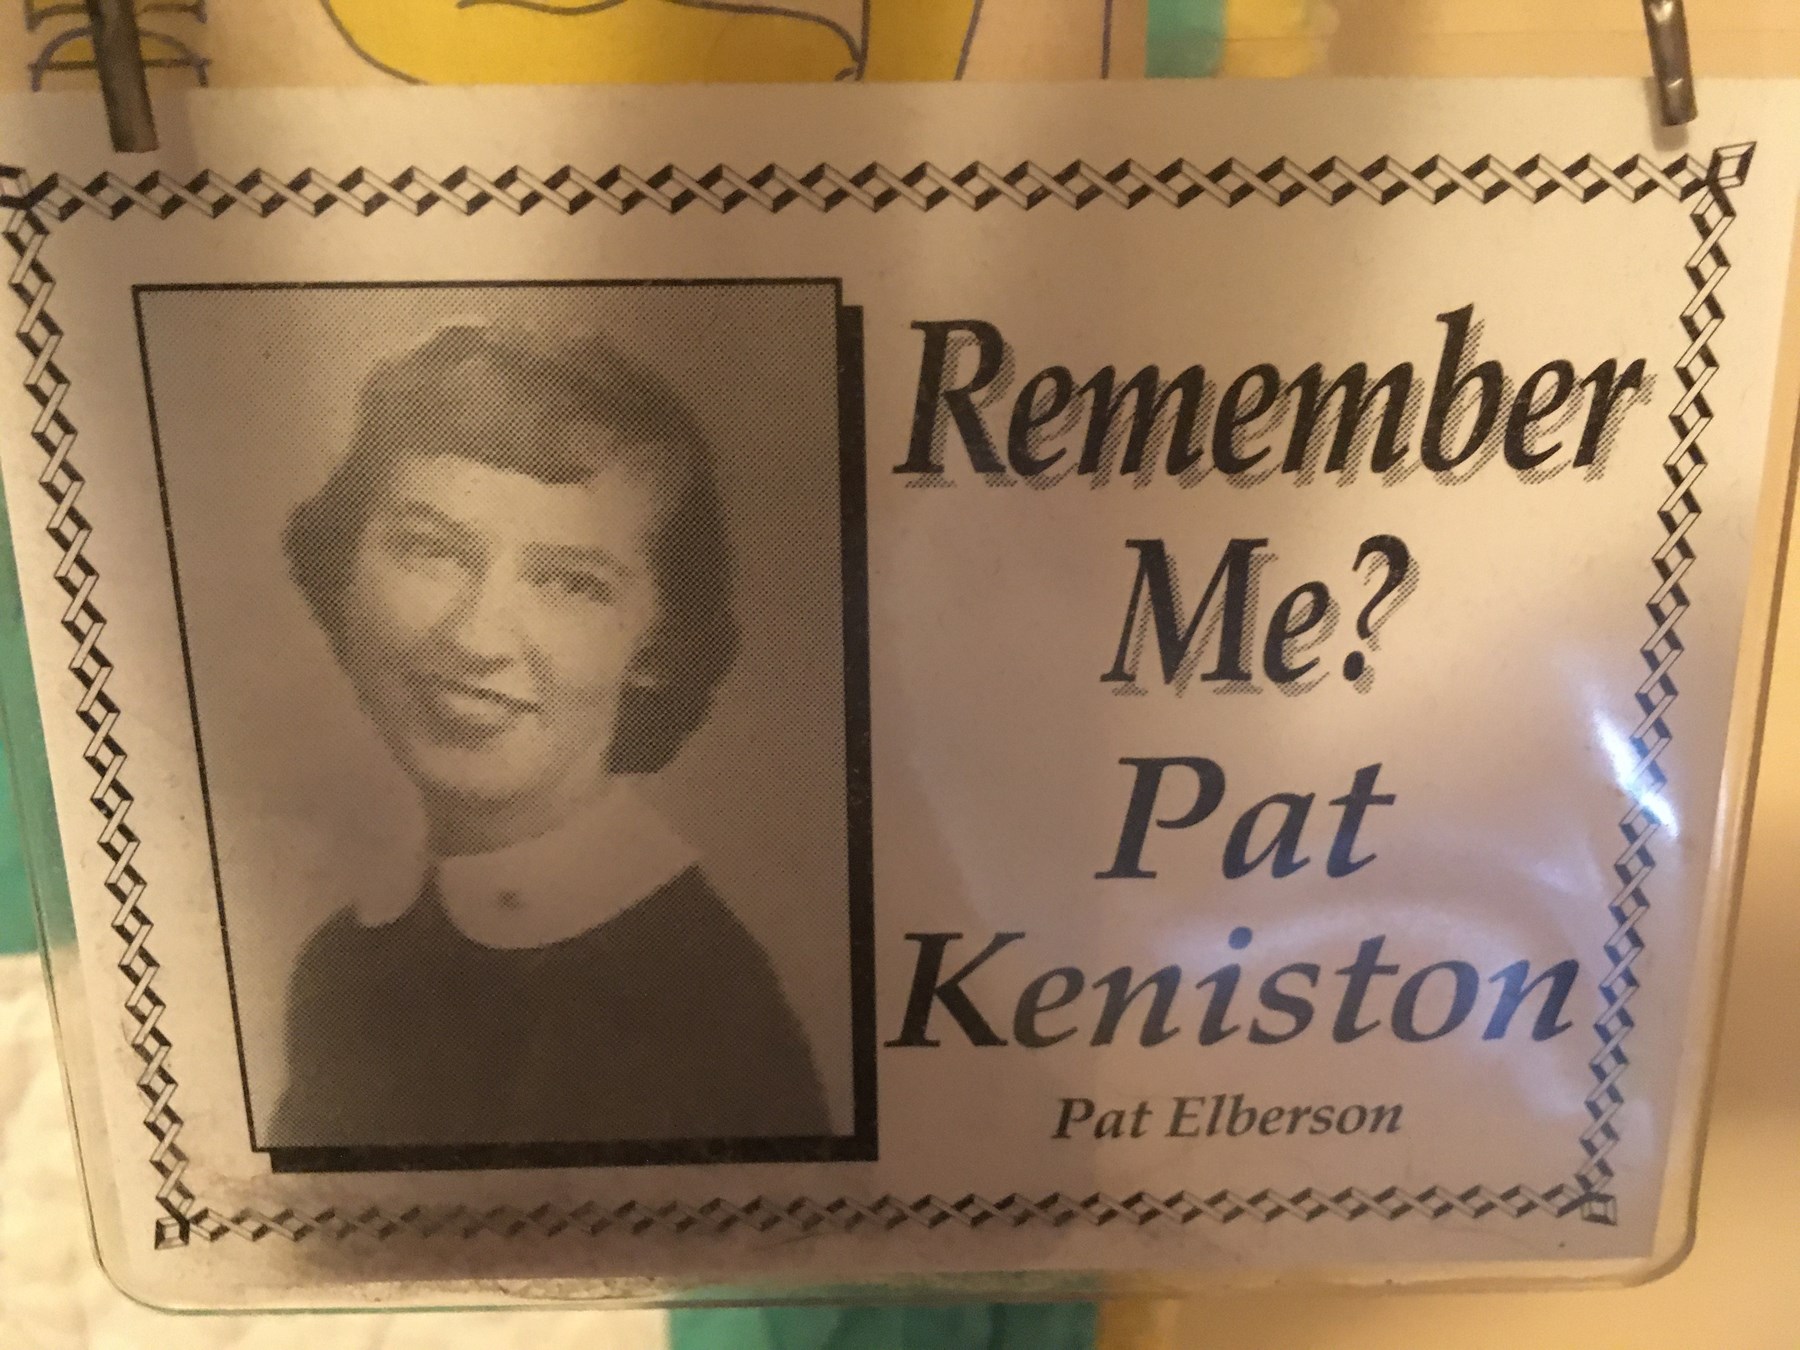 Remember
Me?
Pat
Keniston
Pat Elberson